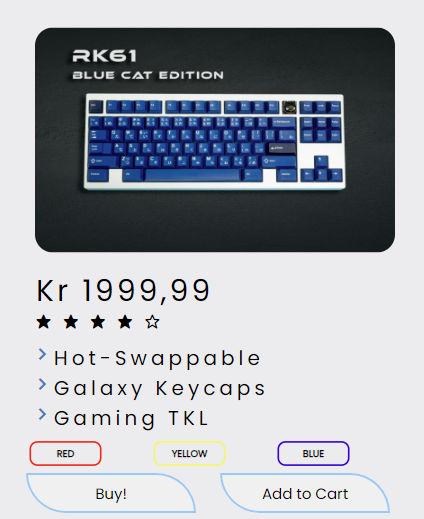 RK61
BLUE CAT EDITION
Kr 1999,99
Hot-Swappable
Galaxy Keycaps
Gaming TKL
RED YELLOW BLUE
Buy! Add to Cart